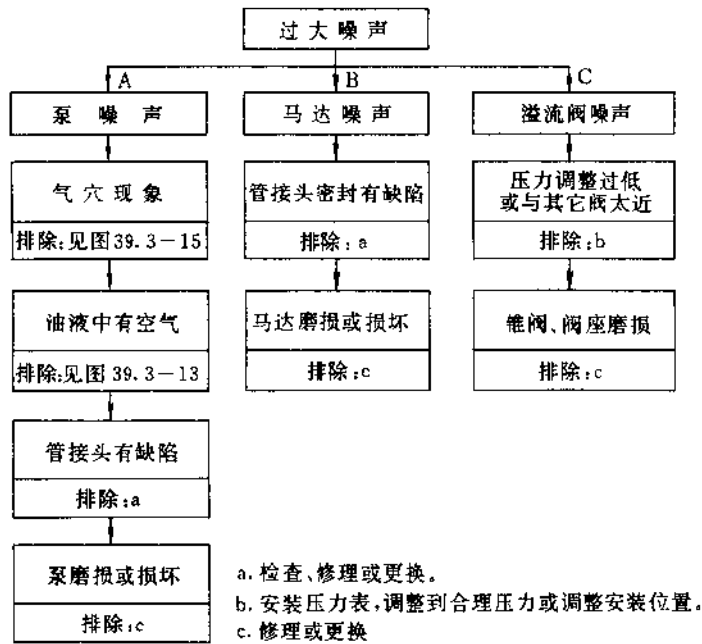 过大噪声
A
B
C
泵噪声
马达噪声
溢流阀噪声
气穴现象
排除:见图39.3-15
管接头密封有缺陷
排除:a
压力调整过低
或与其它阀太近
排除:b
油液中有空气
排除:见图39.3-13
马达磨损或损坏
排除:c
锥阀、阀座磨损
排除:c
管接头有缺陷
排除:a
泵磨损或损坏
排除:c
a. 检查、修理或更换。
b. 安装压力表,调整到合理压力或调整安装位置。
c. 修理或更换